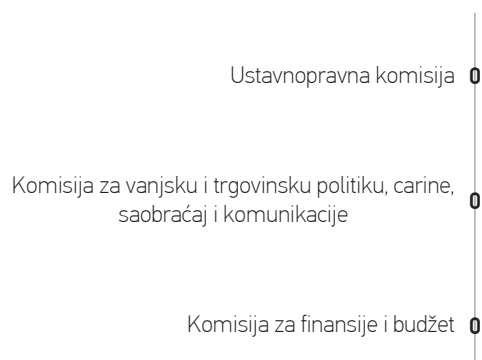 Ustavnopravna komisija 0
Komisija za vanjsku i trgovinsku politiku, carine,
saobraćaj i komunikacije 0
Komisija za finansije i budžet 0